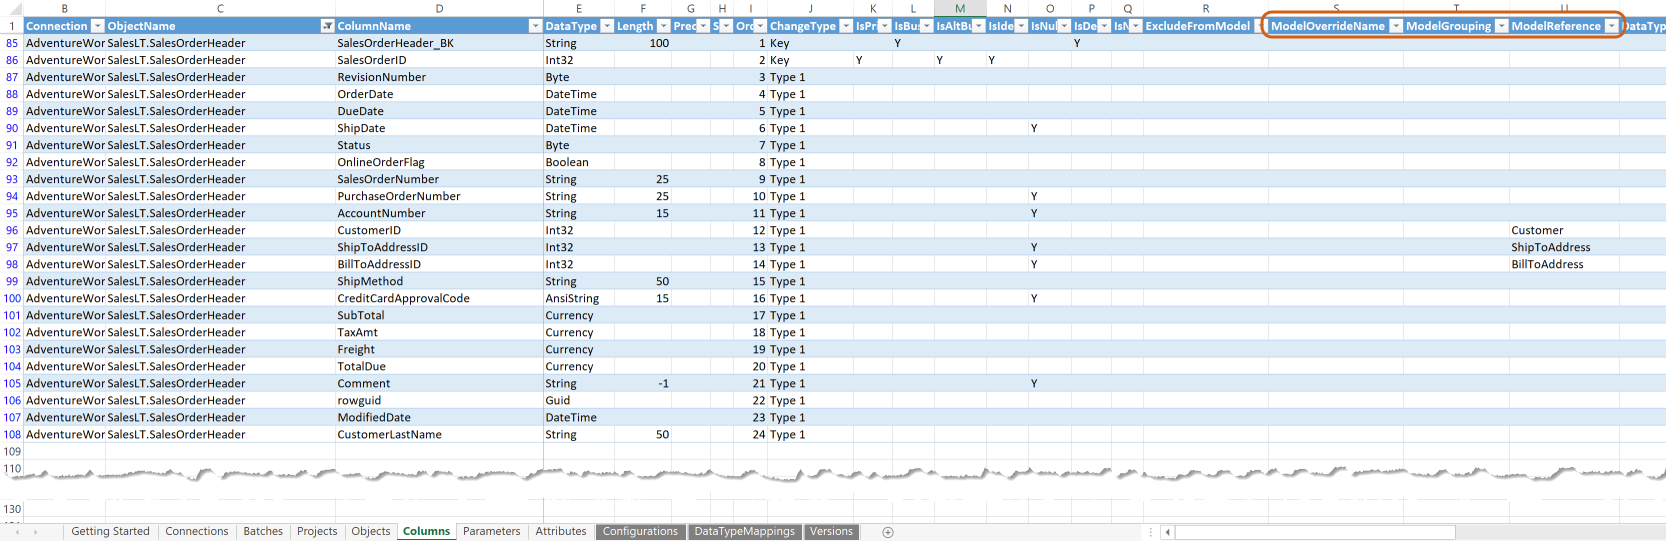 B C D E F G H I J K L M N O P Q R S T U
1 Connection ObjectName ColumnName DataType Length Prec S Orc ChangeType IsPri IsBus IsAltBu IsIde IsNul IsDe IsN ExcludeFromModel ModelOverrideName ModelGrouping ModelReference DataTyp
85 AdventureWor SalesLT.SalesOrderHeader SalesOrderHeader_BK String 100 1 Key Y Y
86 AdventureWor SalesLT.SalesOrderHeader SalesOrderID Int32 2 Key Y Y Y
87 AdventureWor SalesLT.SalesOrderHeader RevisionNumber Byte 3 Type 1
88 AdventureWor SalesLT.SalesOrderHeader OrderDate DateTime 4 Type 1
89 AdventureWor SalesLT.SalesOrderHeader DueDate DateTime 5 Type 1
90 AdventureWor SalesLT.SalesOrderHeader ShipDate DateTime 6 Type 1 Y
91 AdventureWor SalesLT.SalesOrderHeader Status Byte 7 Type 1
92 AdventureWor SalesLT.SalesOrderHeader OnlineOrderFlag Boolean 8 Type 1
93 AdventureWor SalesLT.SalesOrderHeader SalesOrderNumber String 25 9 Type 1
94 AdventureWor SalesLT.SalesOrderHeader PurchaseOrderNumber String 25 10 Type 1 Y
95 AdventureWor SalesLT.SalesOrderHeader AccountNumber String 15 11 Type 1 Y
96 AdventureWor SalesLT.SalesOrderHeader CustomerID Int32 12 Type 1 Customer
97 AdventureWor SalesLT.SalesOrderHeader ShipToAddressID Int32 13 Type 1 Y ShipToAddress
98 AdventureWor SalesLT.SalesOrderHeader BillToAddressID Int32 14 Type 1 Y BillToAddress
99 AdventureWor SalesLT.SalesOrderHeader ShipMethod String 50 15 Type 1
100 AdventureWor SalesLT.SalesOrderHeader CreditCardApprovalCode AnsiString 15 16 Type 1 Y
101 AdventureWor SalesLT.SalesOrderHeader SubTotal Currency 17 Type 1
102 AdventureWor SalesLT.SalesOrderHeader TaxAmt Currency 18 Type 1
103 AdventureWor SalesLT.SalesOrderHeader Freight Currency 19 Type 1
104 AdventureWor SalesLT.SalesOrderHeader TotalDue Currency 20 Type 1
105 AdventureWor SalesLT.SalesOrderHeader Comment String -1 21 Type 1 Y
106 AdventureWor SalesLT.SalesOrderHeader rowguid Guid 22 Type 1
107 AdventureWor SalesLT.SalesOrderHeader ModifiedDate DateTime 23 Type 1
108 AdventureWor SalesLT.SalesOrderHeader CustomerLastName String 50 24 Type 1
109
110
130
Getting Started Connections Batches Projects Objects Columns Parameters Attributes Configurations DataTypeMappings Versions